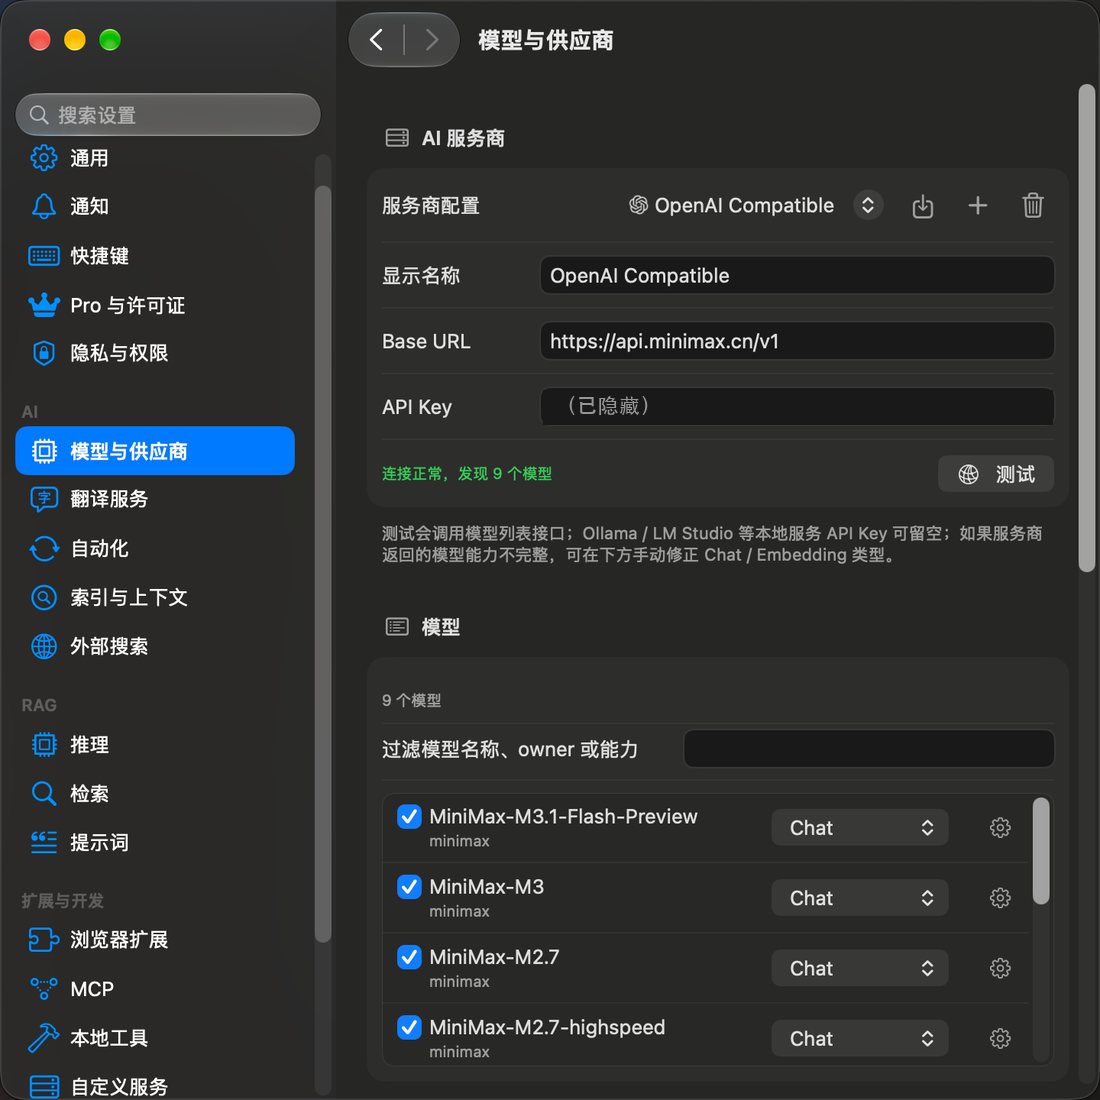 模型与供应商
搜索设置
通用
通知
快捷键
Pro 与许可证
隐私与权限
AI
模型与供应商
翻译服务
自动化
索引与上下文
外部搜索
RAG
推理
检索
提示词
扩展与开发
浏览器扩展
MCP
本地工具
自定义服务
AI 服务商
服务商配置
OpenAI Compatible
显示名称
OpenAI Compatible
Base URL
https://api.minimax.cn/v1
API Key
（已隐藏）
连接正常，发现 9 个模型
测试
测试会调用模型列表接口；Ollama / LM Studio 等本地服务 API Key 可留空；如果服务商
返回的模型能力不完整，可在下方手动修正 Chat / Embedding 类型。
模型
9 个模型
过滤模型名称、owner 或能力
MiniMax-M3.1-Flash-Preview
minimax
Chat
MiniMax-M3
minimax
Chat
MiniMax-M2.7
minimax
Chat
MiniMax-M2.7-highspeed
minimax
Chat